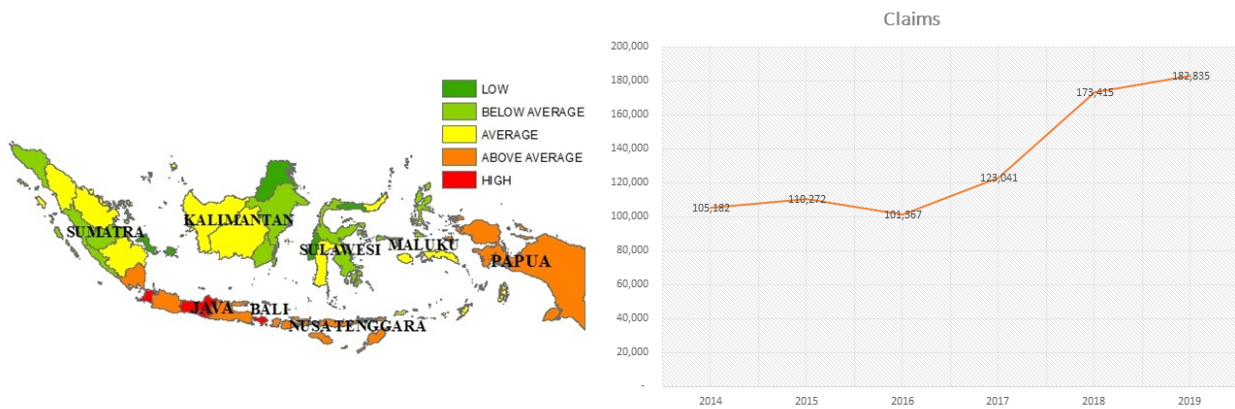 LOW
BELOW AVERAGE
AVERAGE
ABOVE AVERAGE
HIGH
KALIMANTAN
SUMATRA
SULAWESI
MALUKU
PAPUA
JAVA
BALI
NUSA TENGGARA
Claims
200,000
180,000
160,000
140,000
120,000
100,000
80,000
60,000
40,000
20,000
-
105,182
110,272
101,367
123,041
173,415
182,835
2014 2015 2016 2017 2018 2019